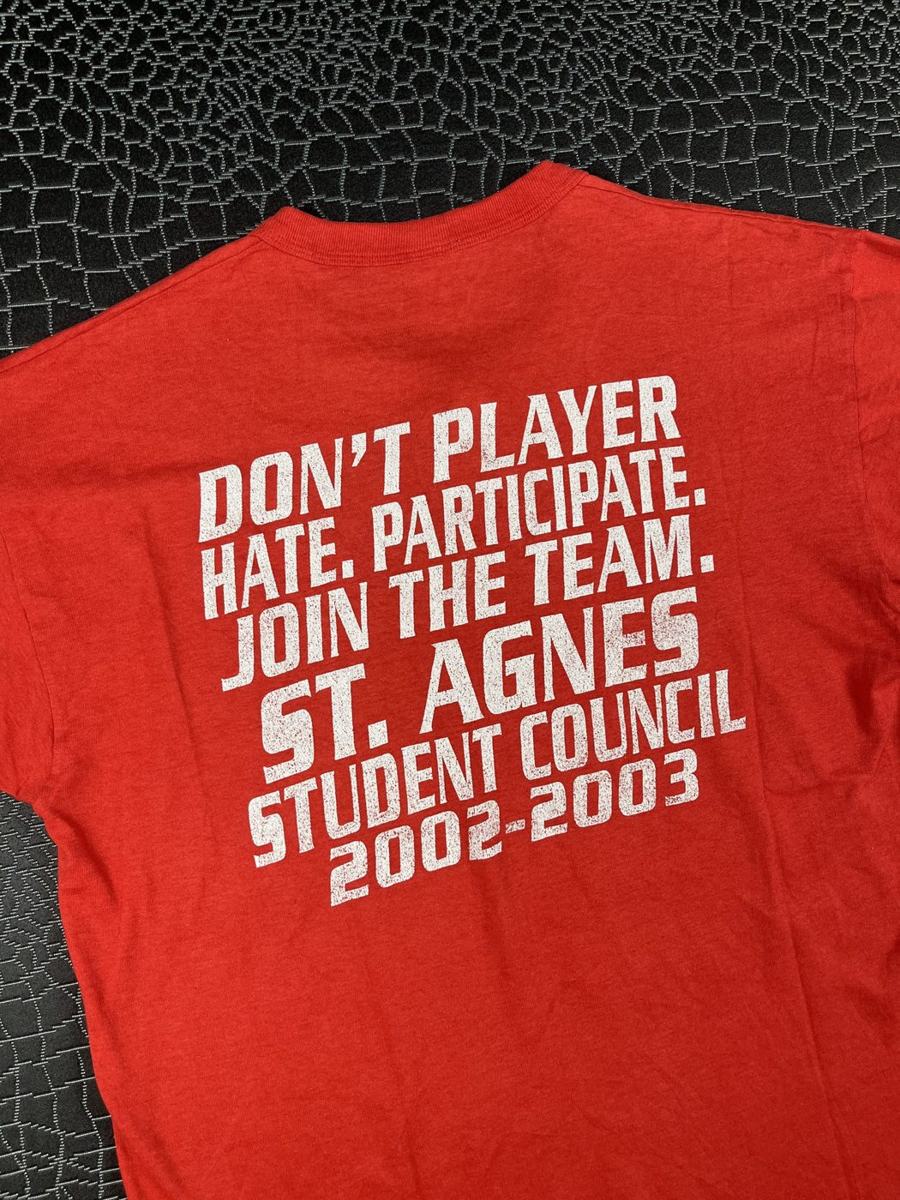 DON'T PLAYER
HATE. PARTICIPATE.
JOIN THE TEAM.
ST. AGNES
STUDENT COUNCIL
2002-2003